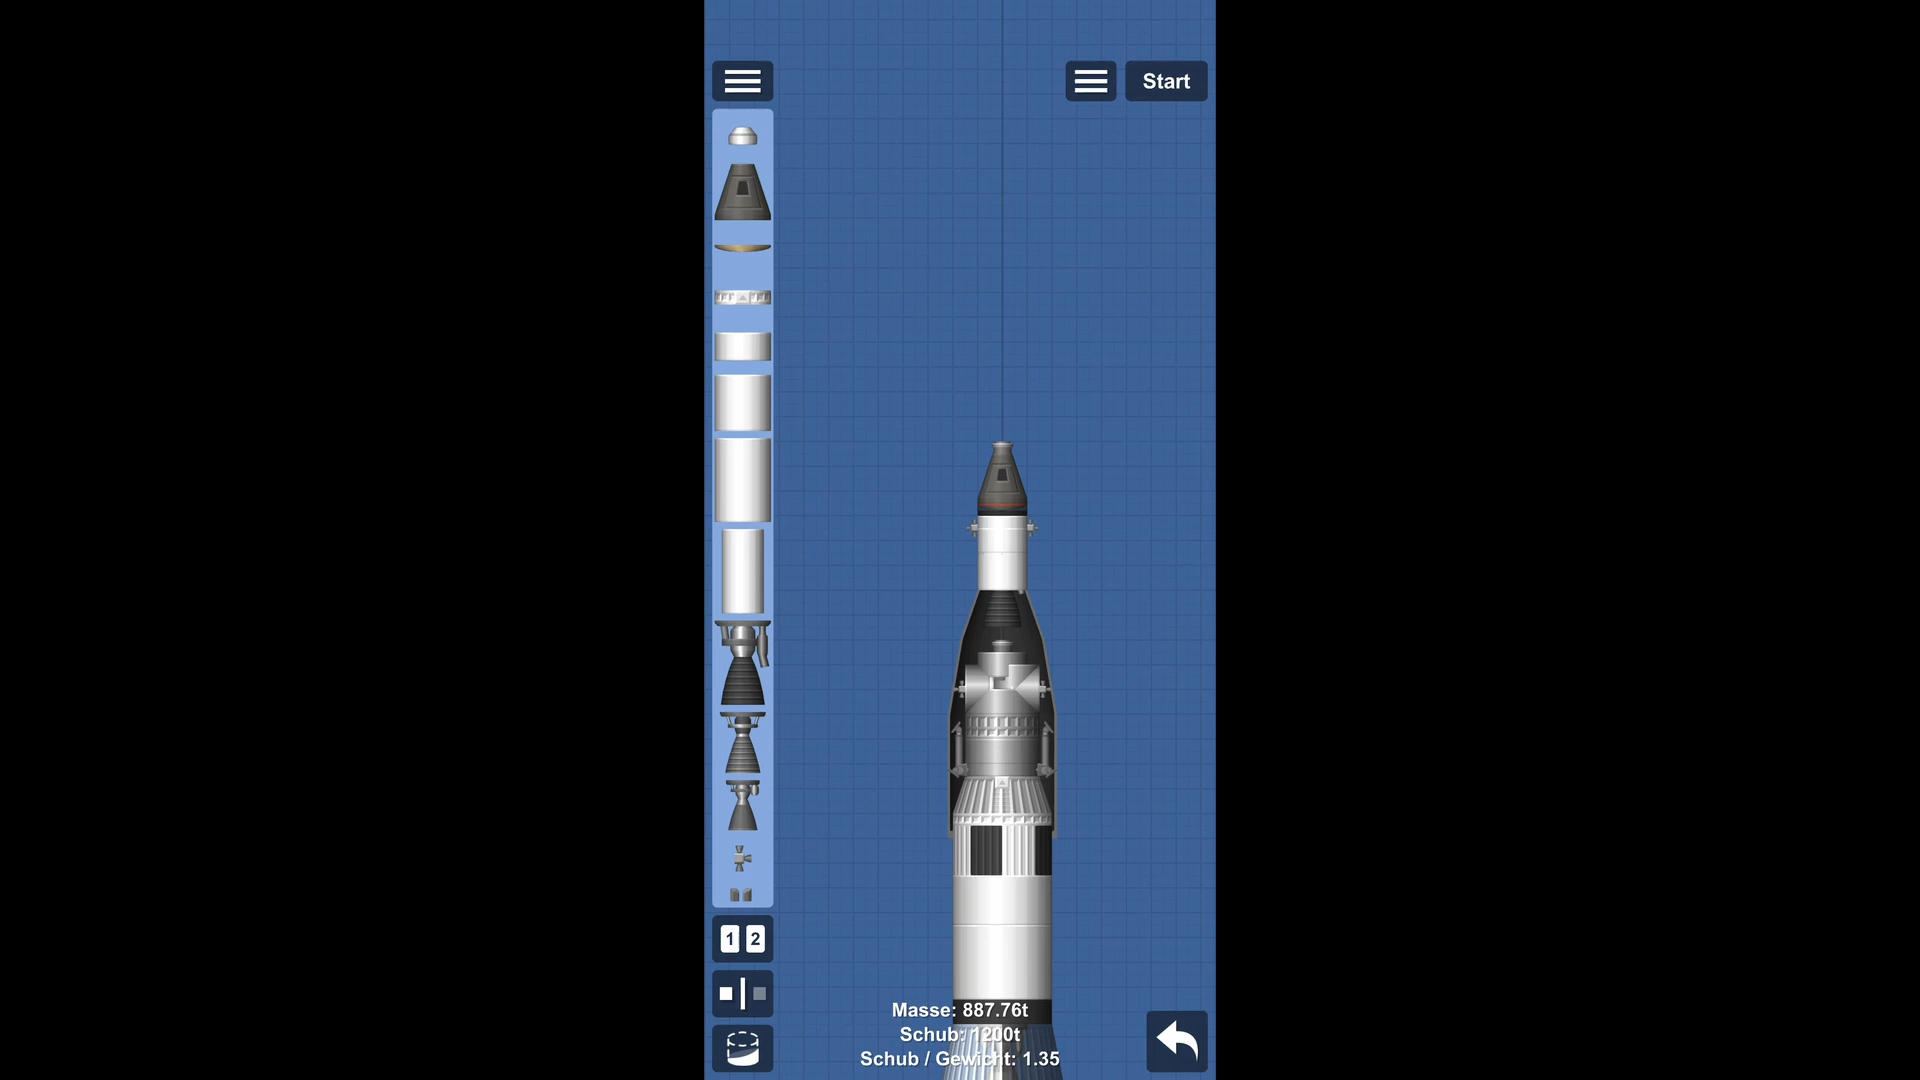 Start
1 2
Masse: 887.76t
Schub: 1200t
Schub / Gewicht: 1.35